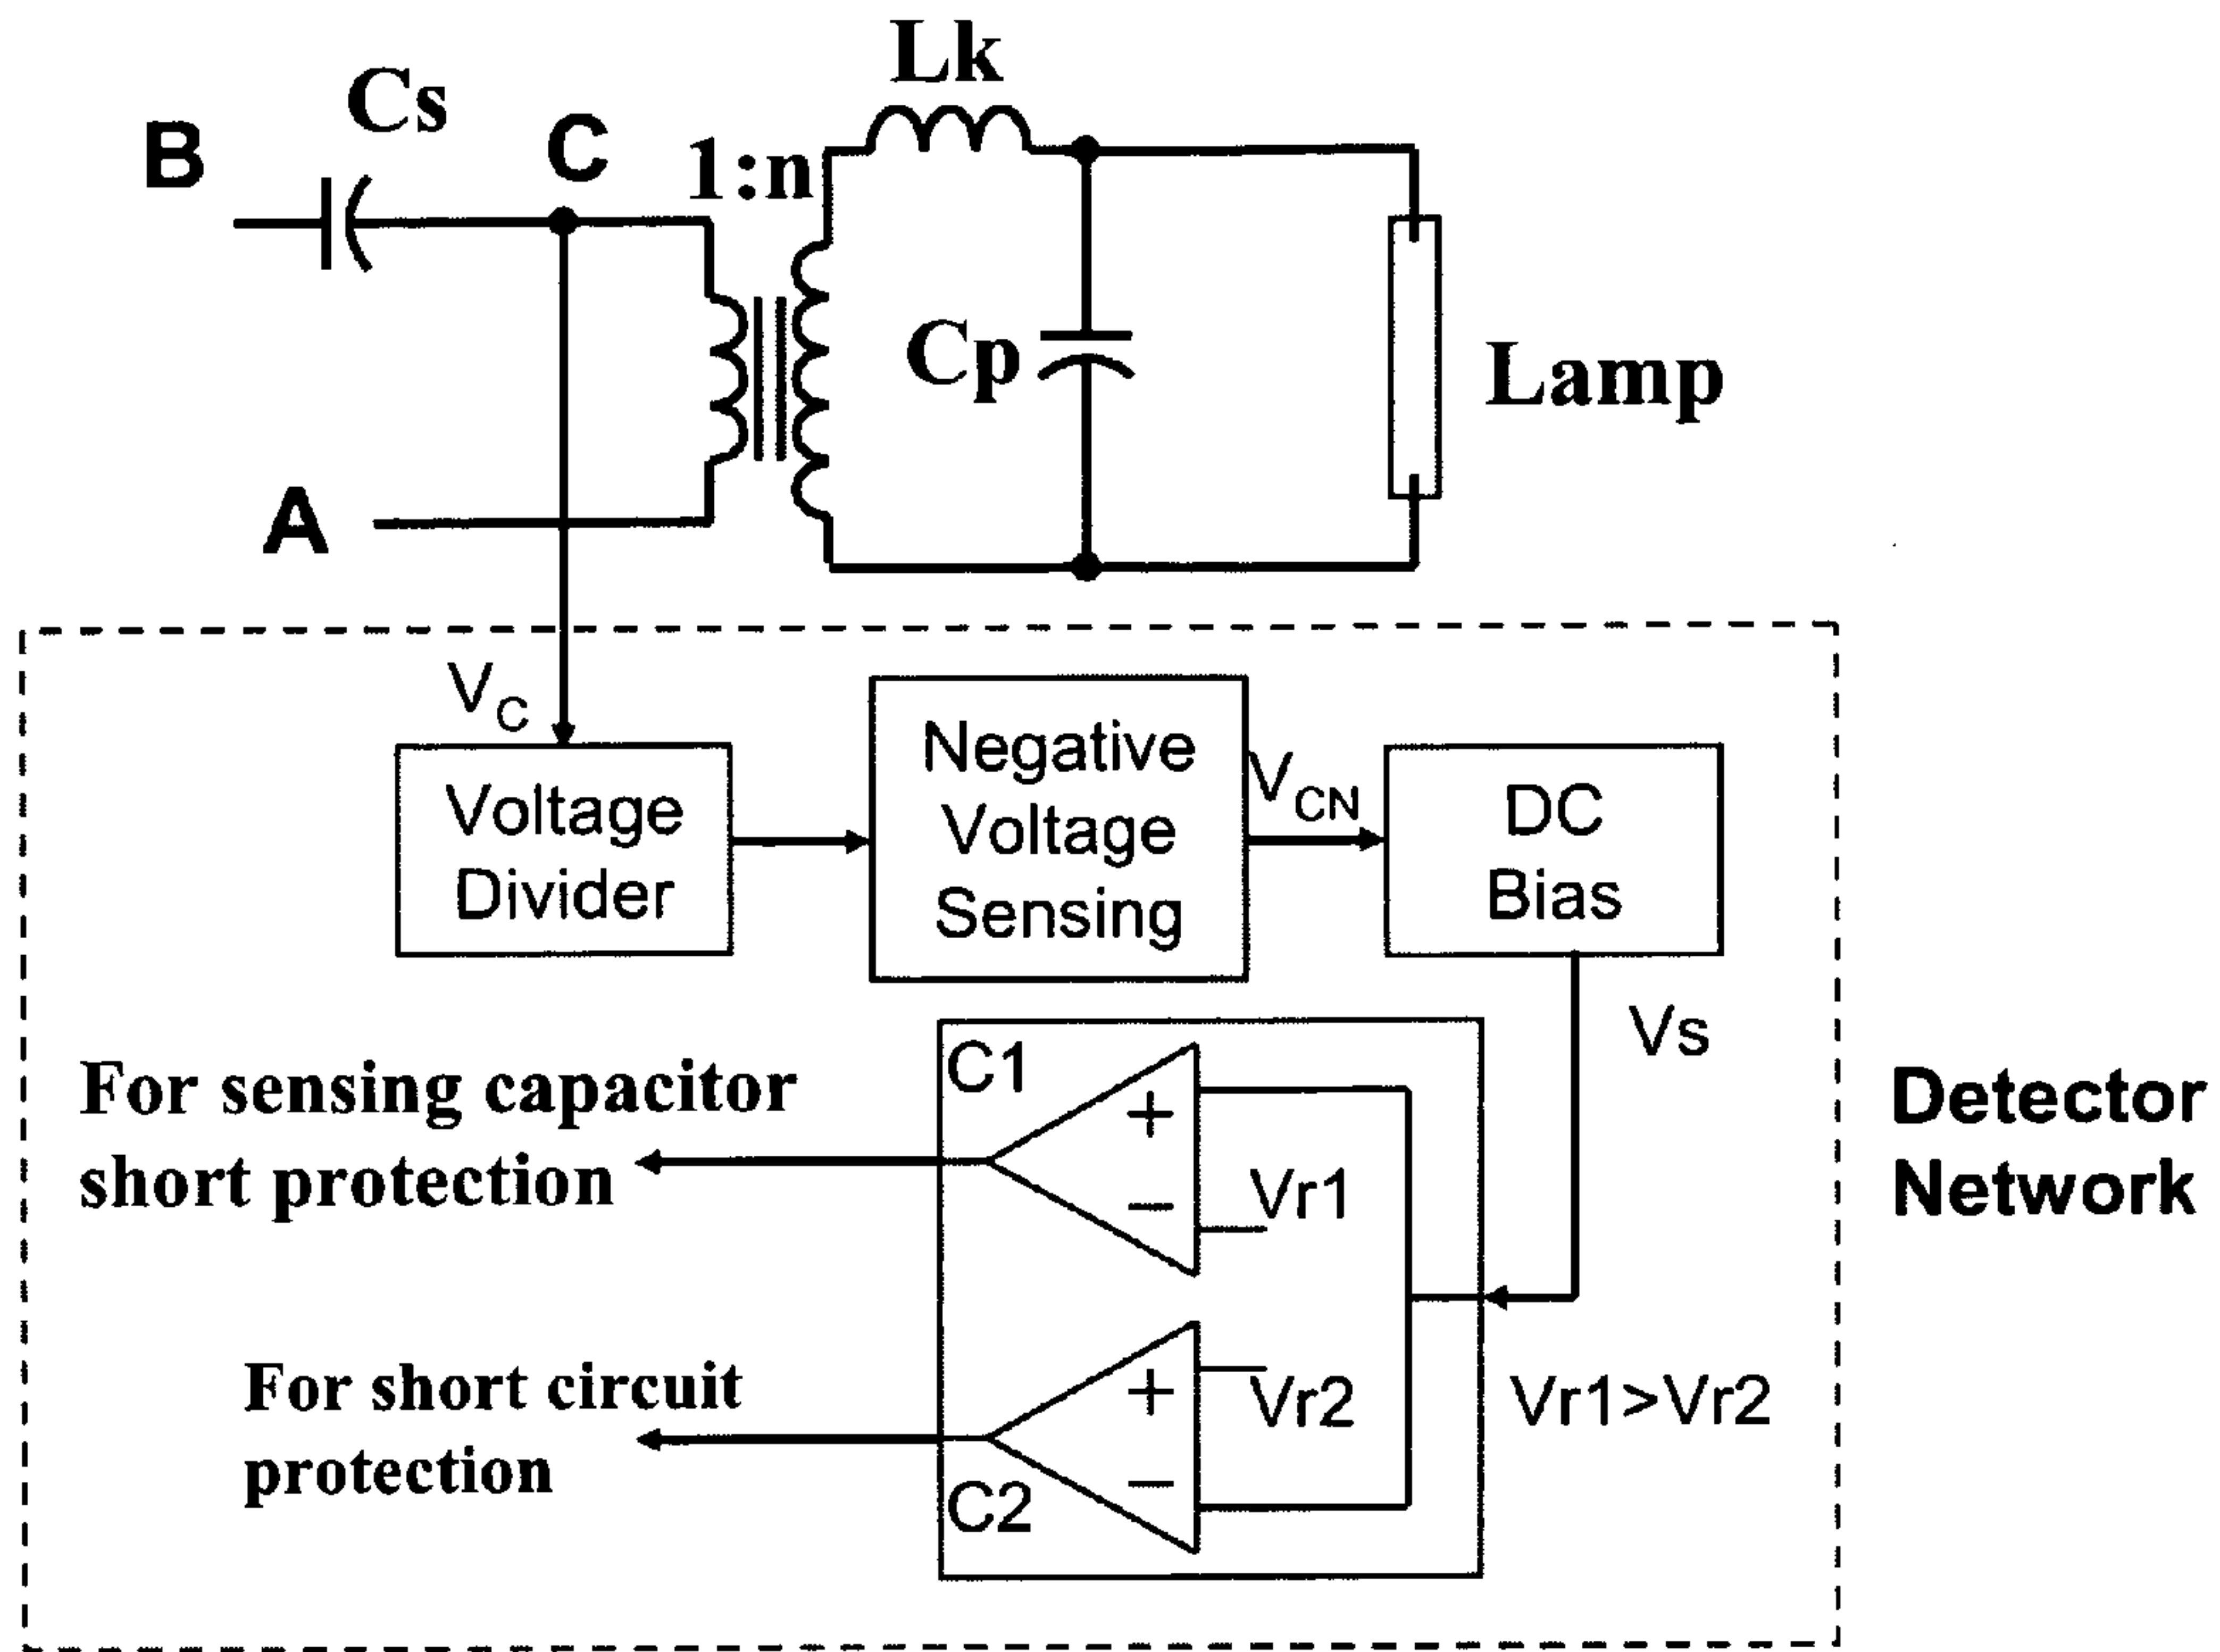 Lk
Cs
B
C
1:n
Cp
Lamp
A
V_C
Voltage
Divider
Negative
Voltage
Sensing
V_CN
DC
Bias
Vs
C1
+
−
Vr1
For sensing capacitor
short protection
Detector
Network
+
−
Vr2
C2
Vr1>Vr2
For short circuit
protection